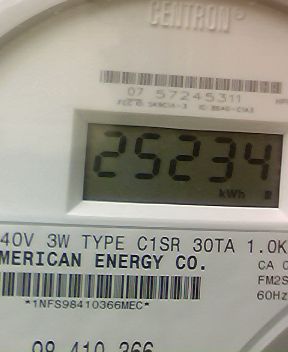 CENTRON®
07 57245311
25234
kWh
40V 3W TYPE C1SR 30TA 1.0K
MERICAN ENERGY CO.
CA 0
FM2S
60Hz
*1NFS98410366MEC*
98 410 366